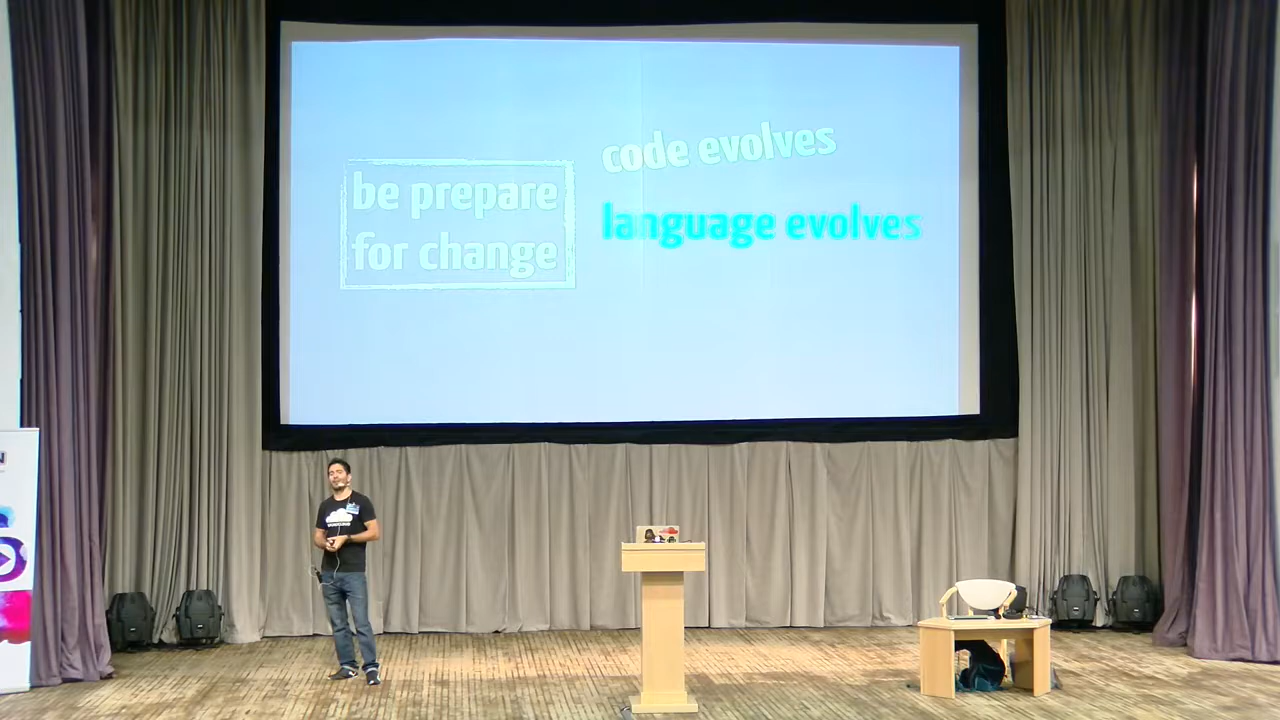 be prepare
for change
code evolves
language evolves